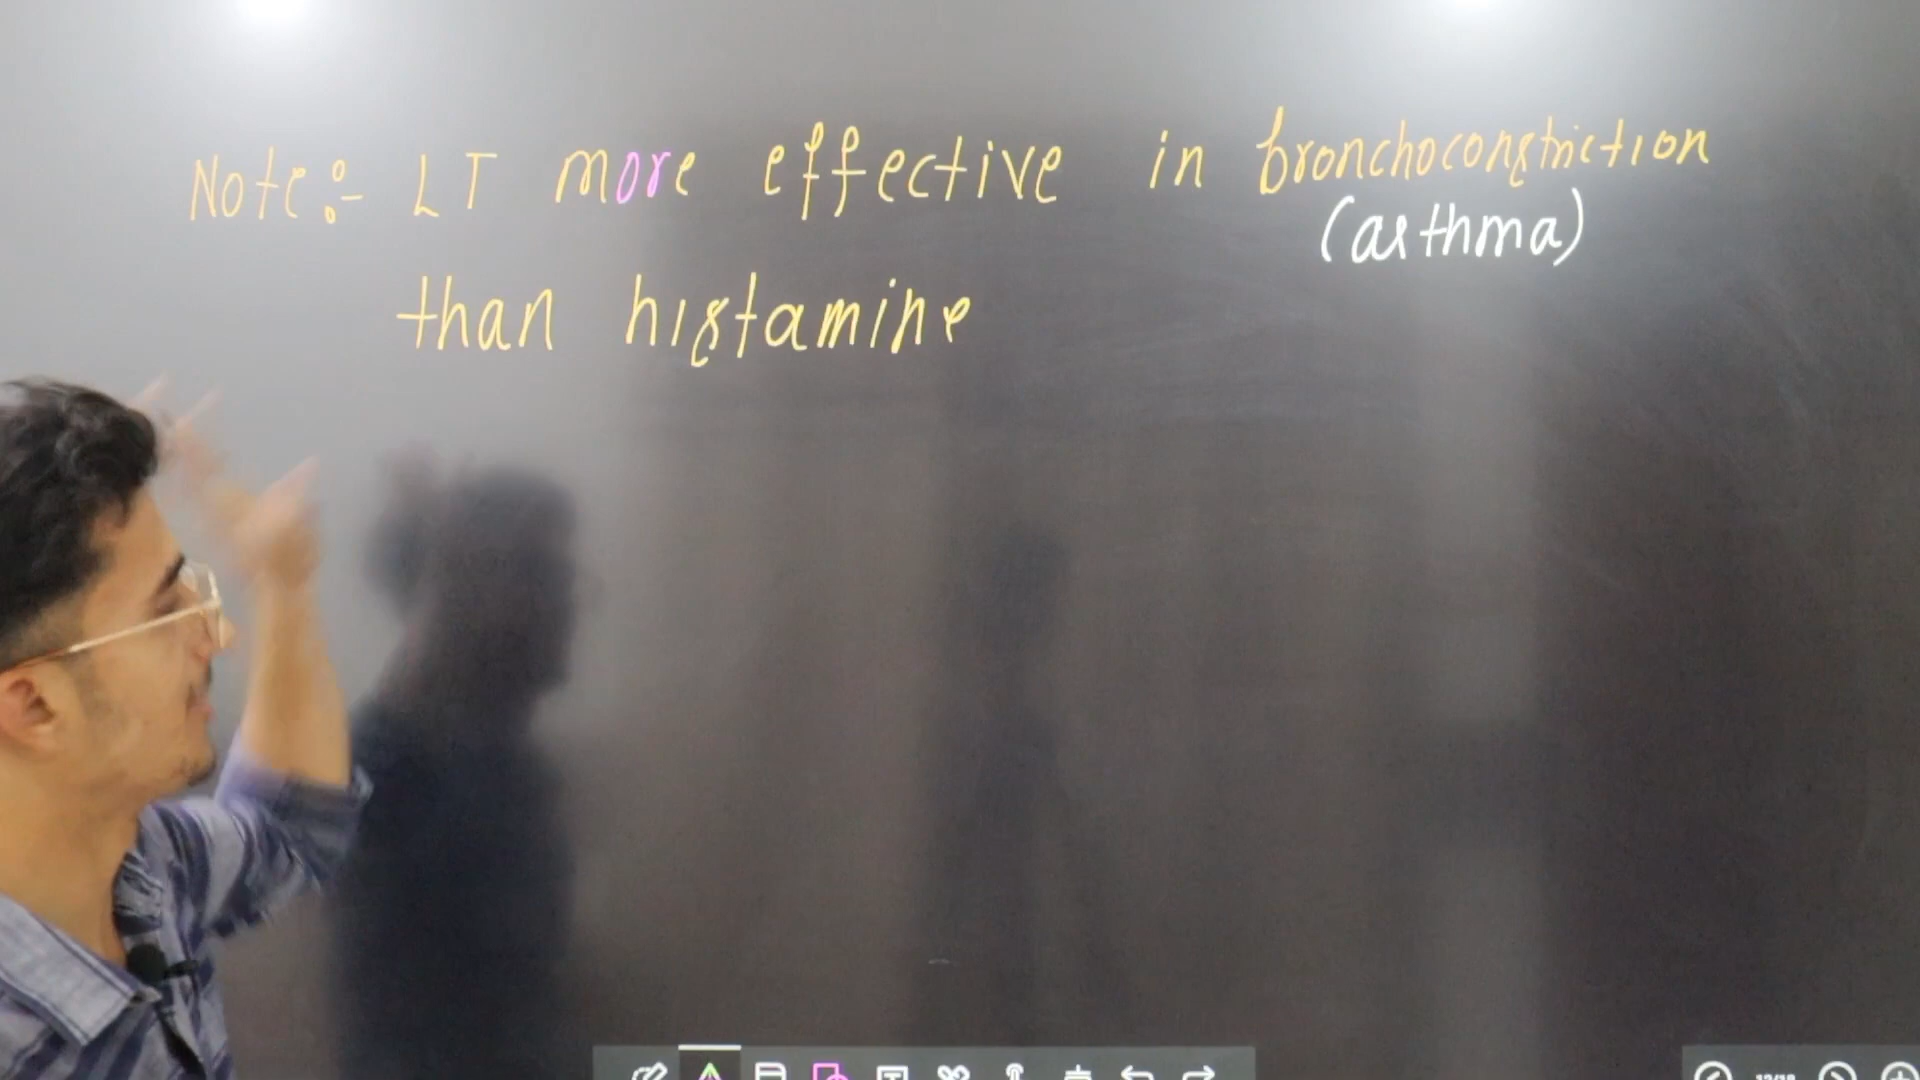 Note:- LT more effective in bronchoconstriction
(asthma)
than histamine